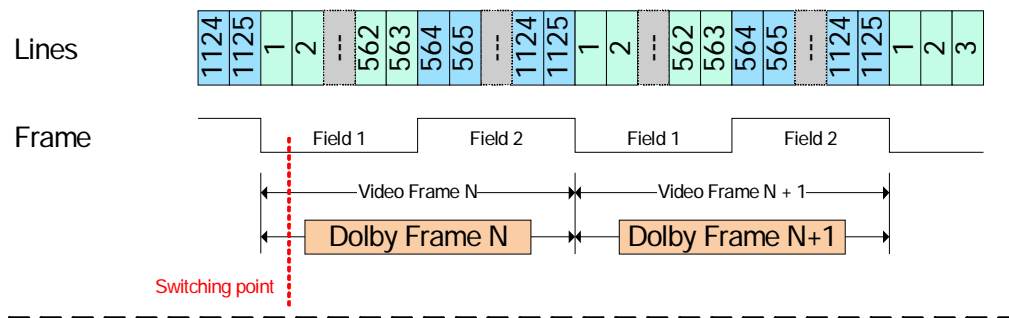 Lines 1124 1125 1 2 --- 562 563 564 565 --- 1124 1125 1 2 --- 562 563 564 565 --- 1124 1125 1 2 3
Frame Field 1 Field 2 Field 1 Field 2
Video Frame N Video Frame N + 1
Dolby Frame N Dolby Frame N+1
Switching point